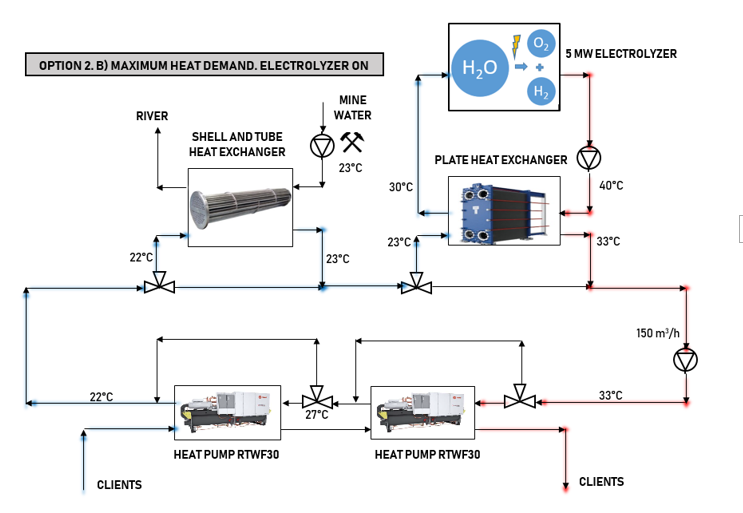 OPTION 2. B) MAXIMUM HEAT DEMAND. ELECTROLYZER ON
H₂O
O₂
+
H₂
5 MW ELECTROLYZER
RIVER
MINE
WATER
SHELL AND TUBE
HEAT EXCHANGER
23°C
PLATE HEAT EXCHANGER
30°C
40°C
22°C
23°C
23°C
33°C
150 m³/h
22°C
27°C
33°C
HEAT PUMP RTWF30
HEAT PUMP RTWF30
CLIENTS
CLIENTS